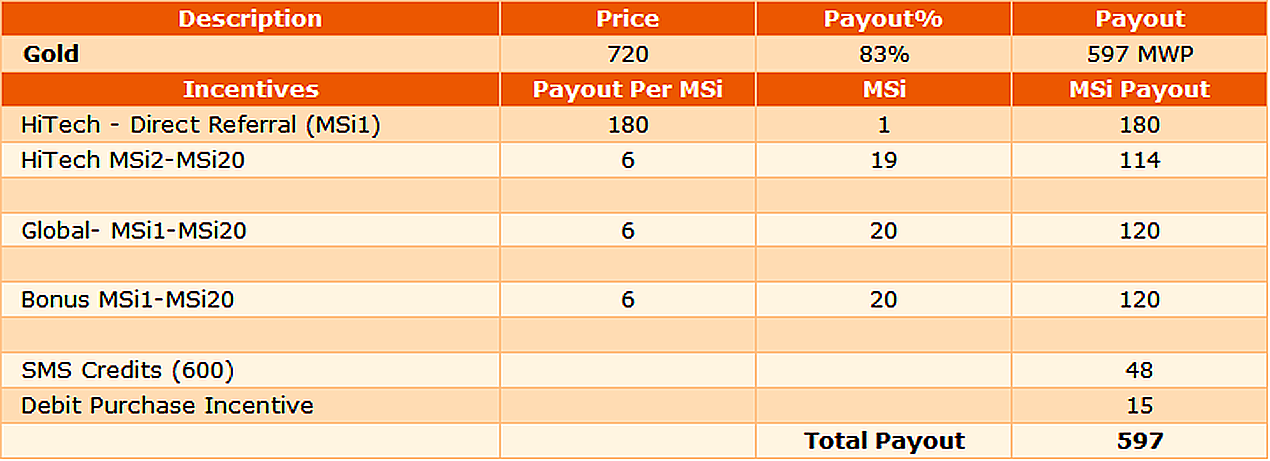 Description Price Payout% Payout
Gold 720 83% 597 MWP
Incentives Payout Per MSi MSi MSi Payout
HiTech - Direct Referral (MSi1) 180 1 180
HiTech MSi2-MSi20 6 19 114
Global- MSi1-MSi20 6 20 120
Bonus MSi1-MSi20 6 20 120
SMS Credits (600) 48
Debit Purchase Incentive 15
Total Payout 597